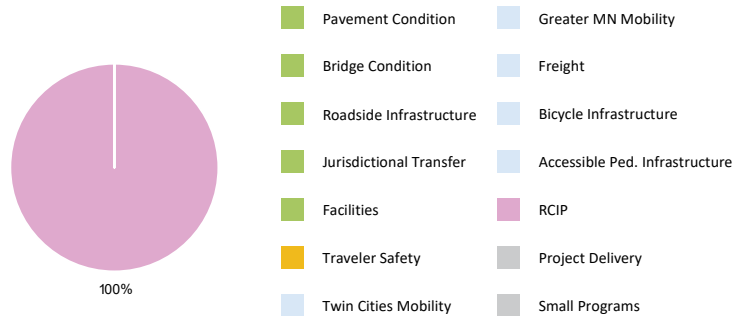 100%
Pavement Condition
Bridge Condition
Roadside Infrastructure
Jurisdictional Transfer
Facilities
Traveler Safety
Twin Cities Mobility
Greater MN Mobility
Freight
Bicycle Infrastructure
Accessible Ped. Infrastructure
RCIP
Project Delivery
Small Programs